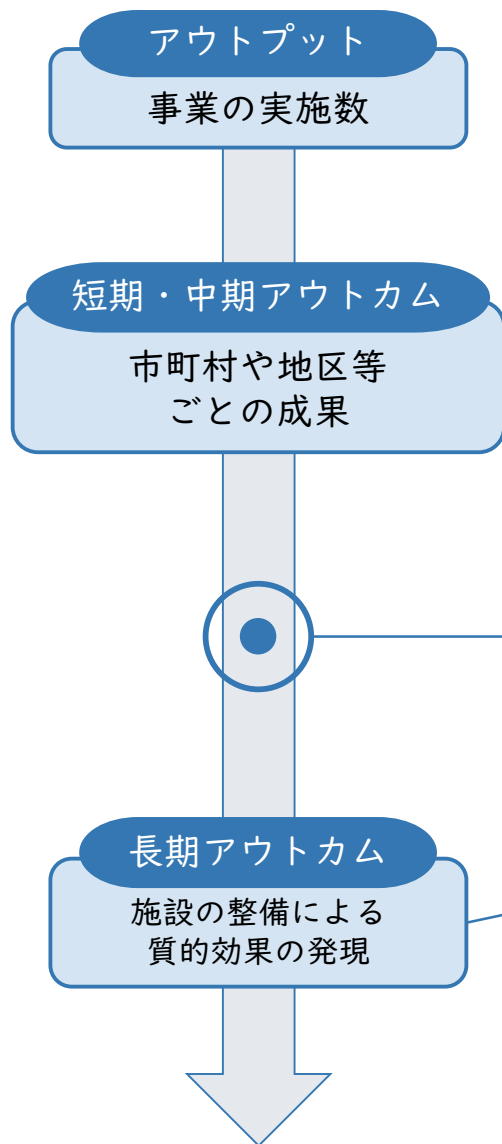 アウトプット
事業の実施数
短期・中期アウトカム
市町村や地区等
ごとの成果
長期アウトカム
施設の整備による
質的効果の発現